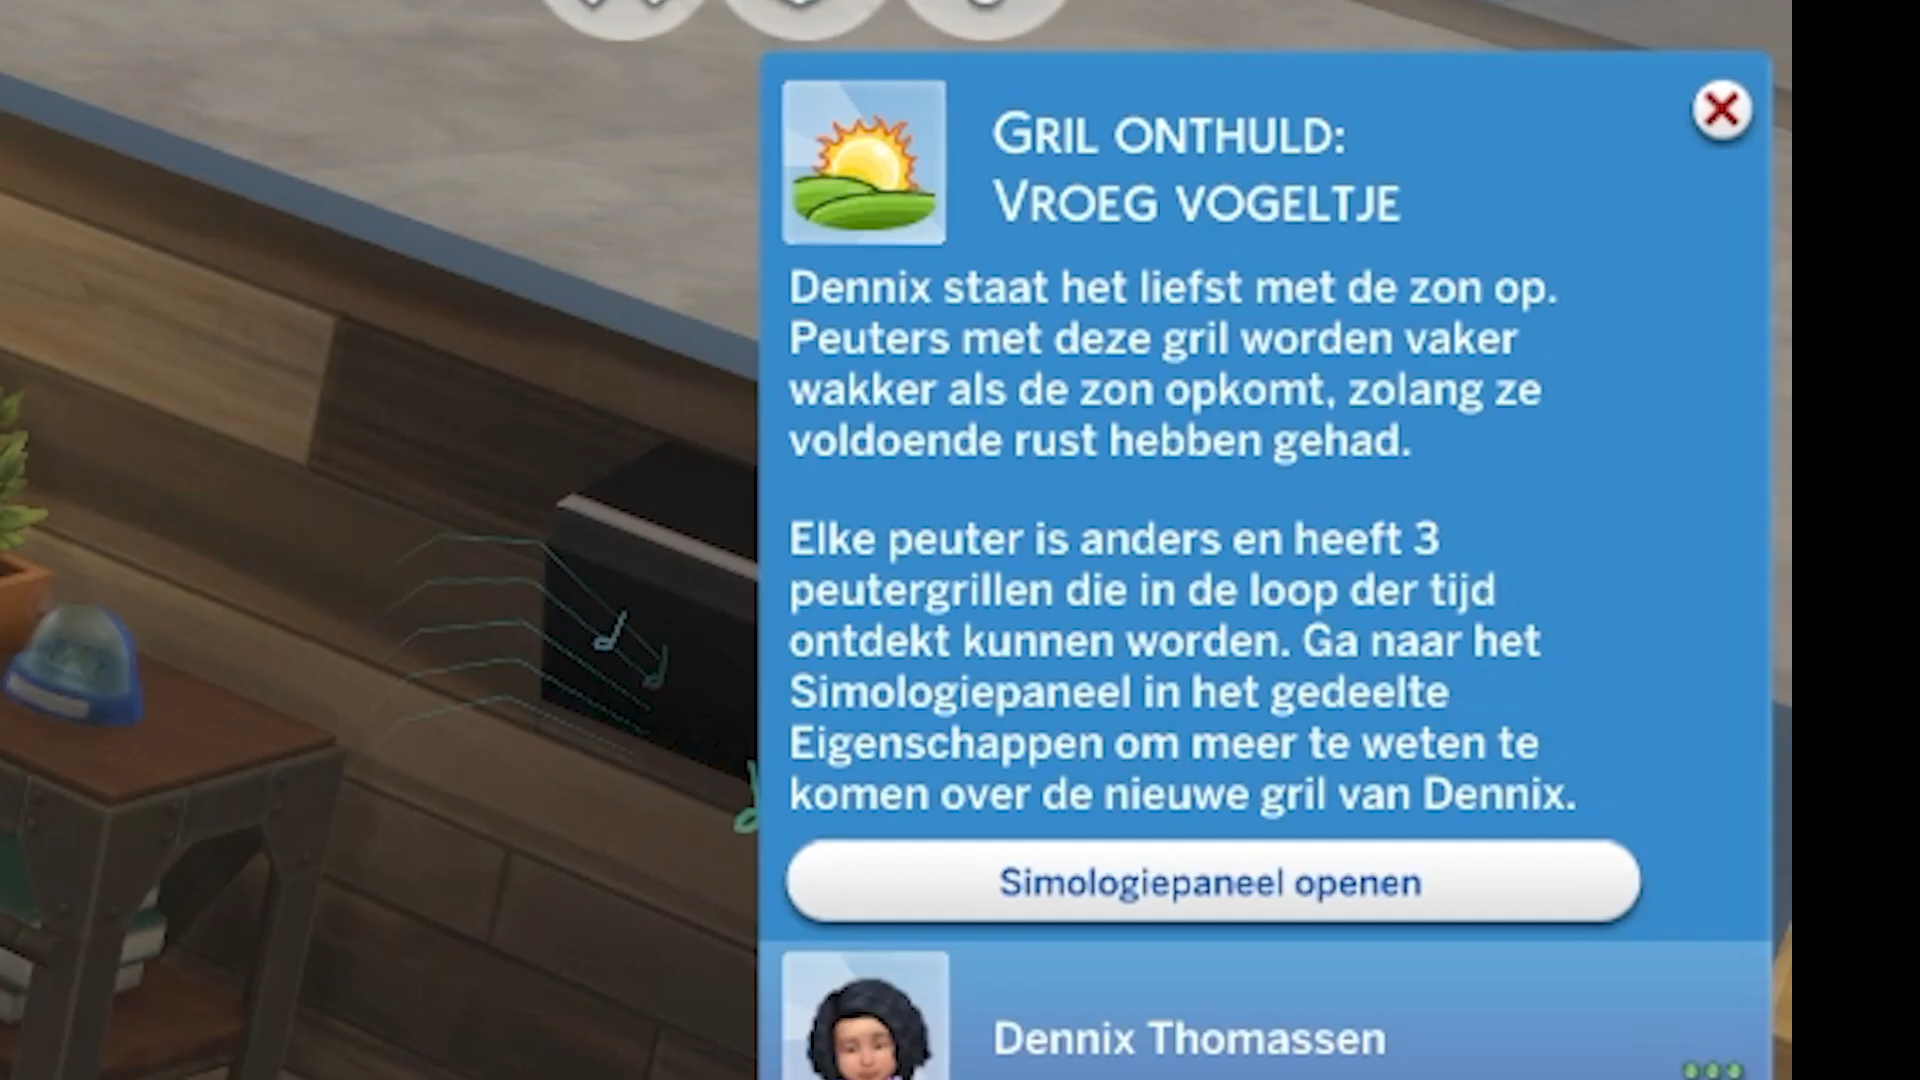 GRIL ONTHULD:
VROEG VOGELTJE
Dennix staat het liefst met de zon op.
Peuters met deze gril worden vaker
wakker als de zon opkomt, zolang ze
voldoende rust hebben gehad.
Elke peuter is anders en heeft 3
peutergrillen die in de loop der tijd
ontdekt kunnen worden. Ga naar het
Simologiepaneel in het gedeelte
Eigenschappen om meer te weten te
komen over de nieuwe gril van Dennix.
Simologiepaneel openen
Dennix Thomassen